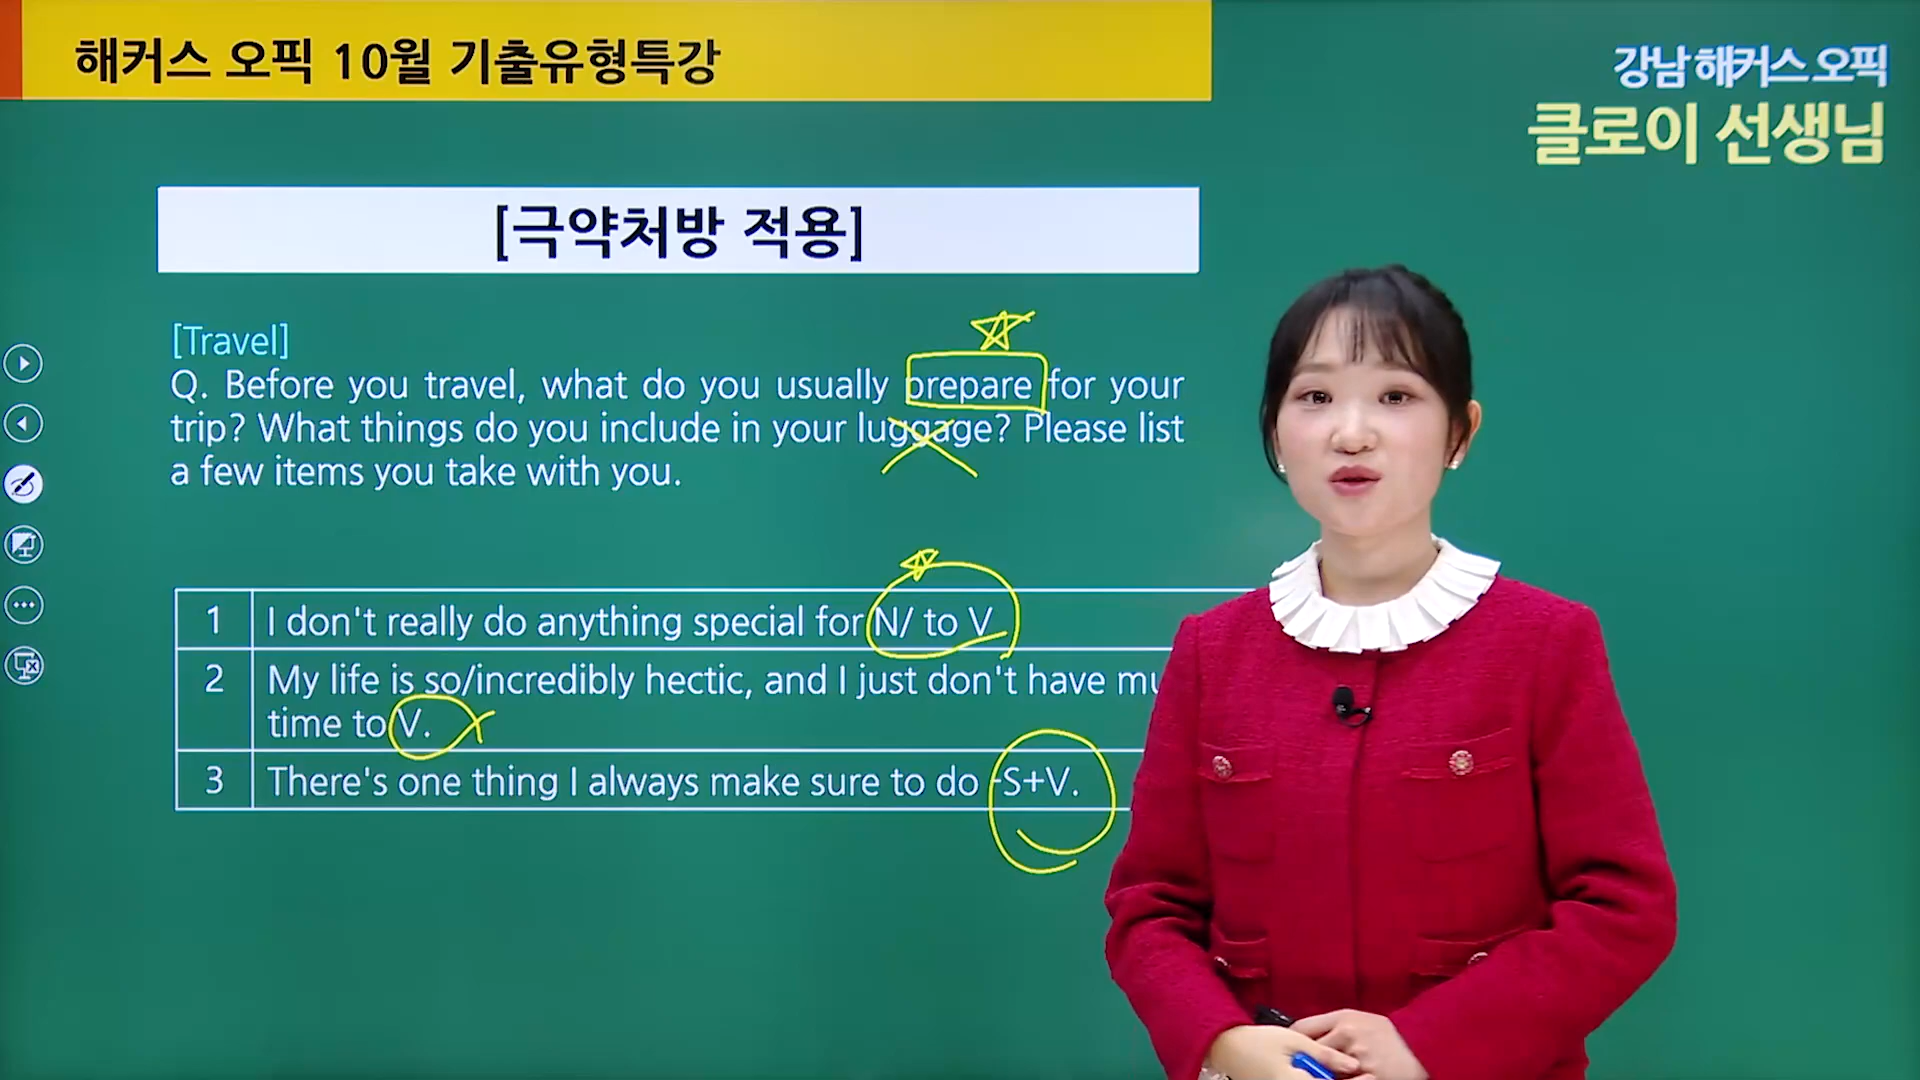 해커스 오픽 10월 기출유형특강
강남 해커스 오픽
클로이 선생님
[극약처방 적용]
[Travel]
Q. Before you travel, what do you usually prepare for your
trip? What things do you include in your luggage? Please list
a few items you take with you.
1 I don't really do anything special for N/ to V
2 My life is so/incredibly hectic, and I just don't have
time to V.
3 There's one thing I always make sure to do -S+V.